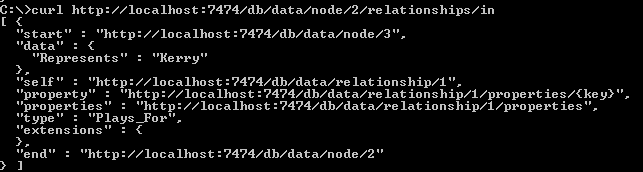 C:\>curl http://localhost:7474/db/data/node/2/relationships/in
[ {
  "start" : "http://localhost:7474/db/data/node/3",
  "data" : {
    "Represents" : "Kerry"
  },
  "self" : "http://localhost:7474/db/data/relationship/1",
  "property" : "http://localhost:7474/db/data/relationship/1/properties/{key}",
  "properties" : "http://localhost:7474/db/data/relationship/1/properties",
  "type" : "Plays_For",
  "extensions" : {
  },
  "end" : "http://localhost:7474/db/data/node/2"
} ]